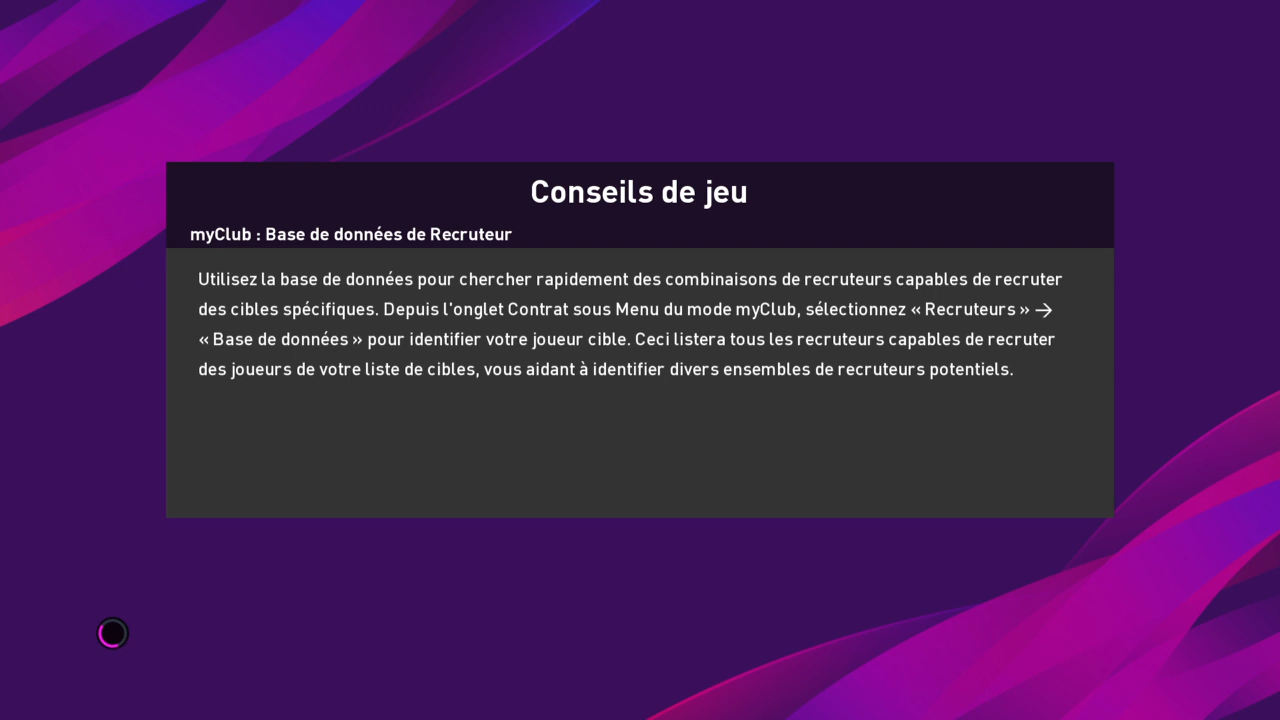 Conseils de jeu
myClub : Base de données de Recruteur
Utilisez la base de données pour chercher rapidement des combinaisons de recruteurs capables de recruter
des cibles spécifiques. Depuis l'onglet Contrat sous Menu du mode myClub, sélectionnez « Recruteurs » →
« Base de données » pour identifier votre joueur cible. Ceci listera tous les recruteurs capables de recruter
des joueurs de votre liste de cibles, vous aidant à identifier divers ensembles de recruteurs potentiels.